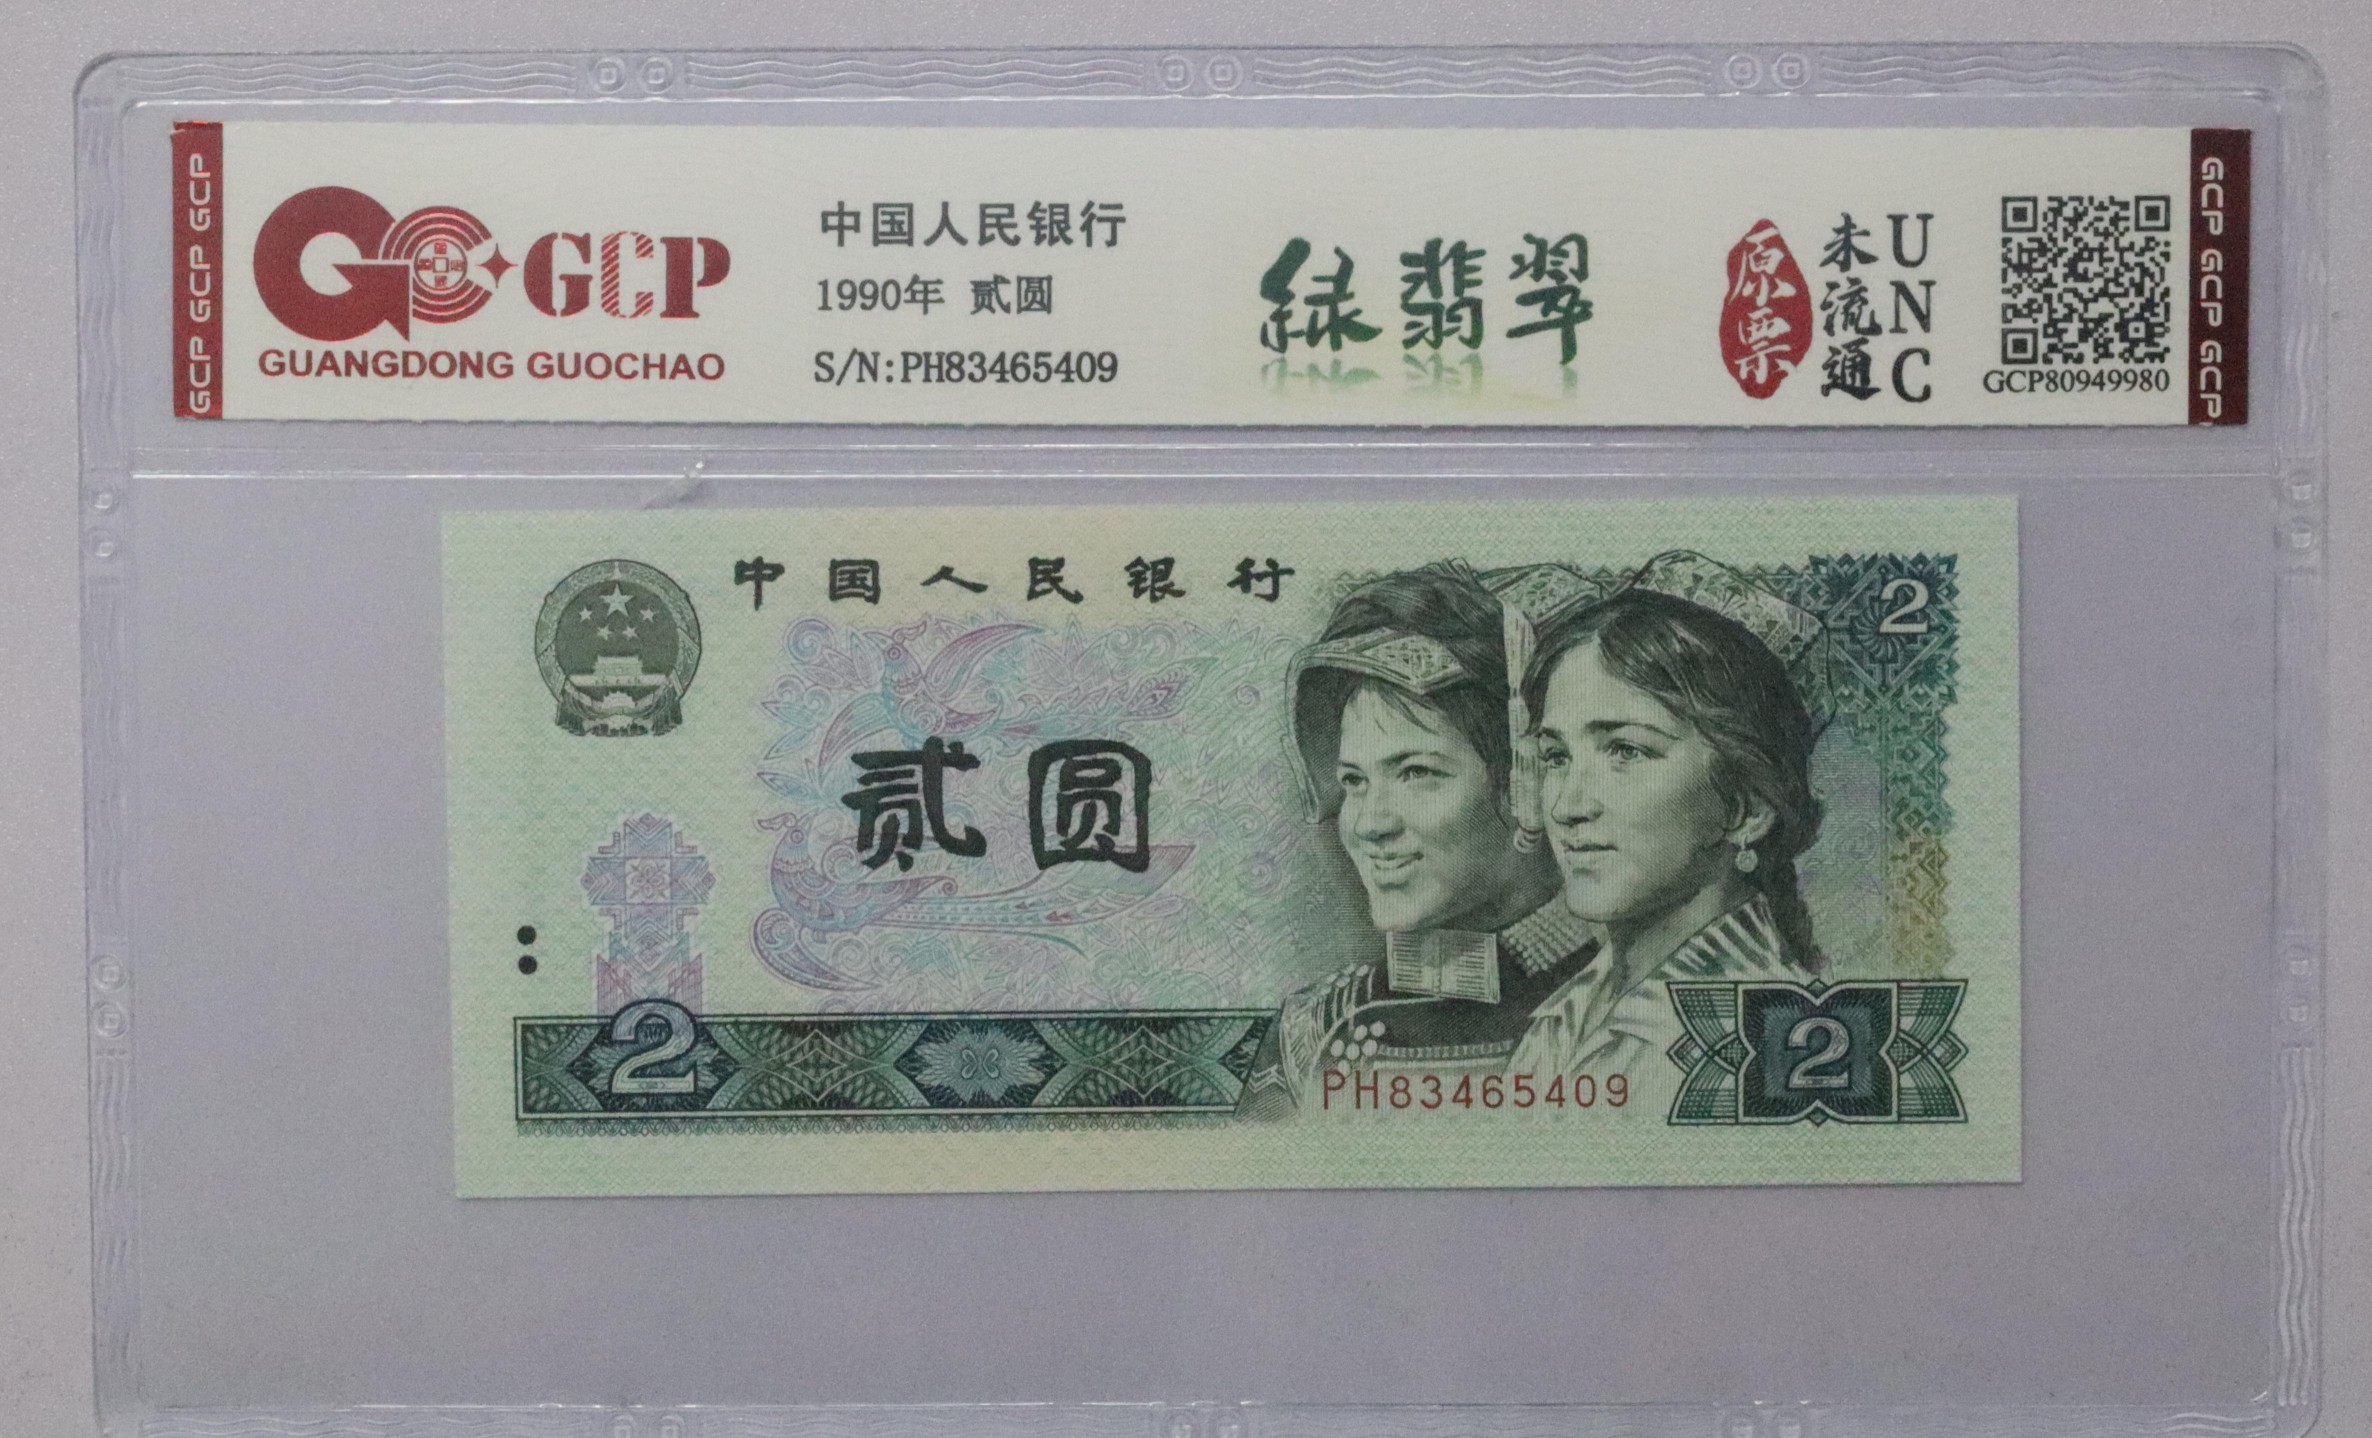 GCP GCP GCP
GCP
GUANGDONG GUOCHAO
中国人民银行
1990年 贰圆
S/N:PH83465409
绿翡翠
原票
未流通
UNC
GCP80949980
GCP GCP GCP
中国人民银行
2
贰圆
2
PH83465409
2